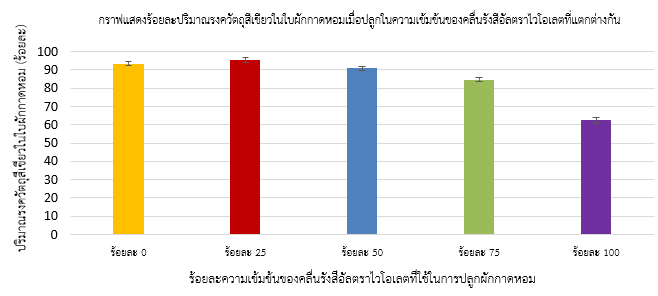 กราฟแสดงร้อยละปริมาณรงควัตถุสีเขียวในใบผักกาดหอมเมื่อปลูกในความเข้มข้นของคลื่นรังสีอัลตราไวโอเลตที่แตกต่างกัน
ปริมาณรงควัตถุสีเขียวในใบผักกาดหอม (ร้อยละ)
100
90
80
70
60
50
40
30
20
10
0
ร้อยละ 0 ร้อยละ 25 ร้อยละ 50 ร้อยละ 75 ร้อยละ 100
ร้อยละความเข้มข้นของคลื่นรังสีอัลตราไวโอเลตที่ใช้ในการปลูกผักกาดหอม